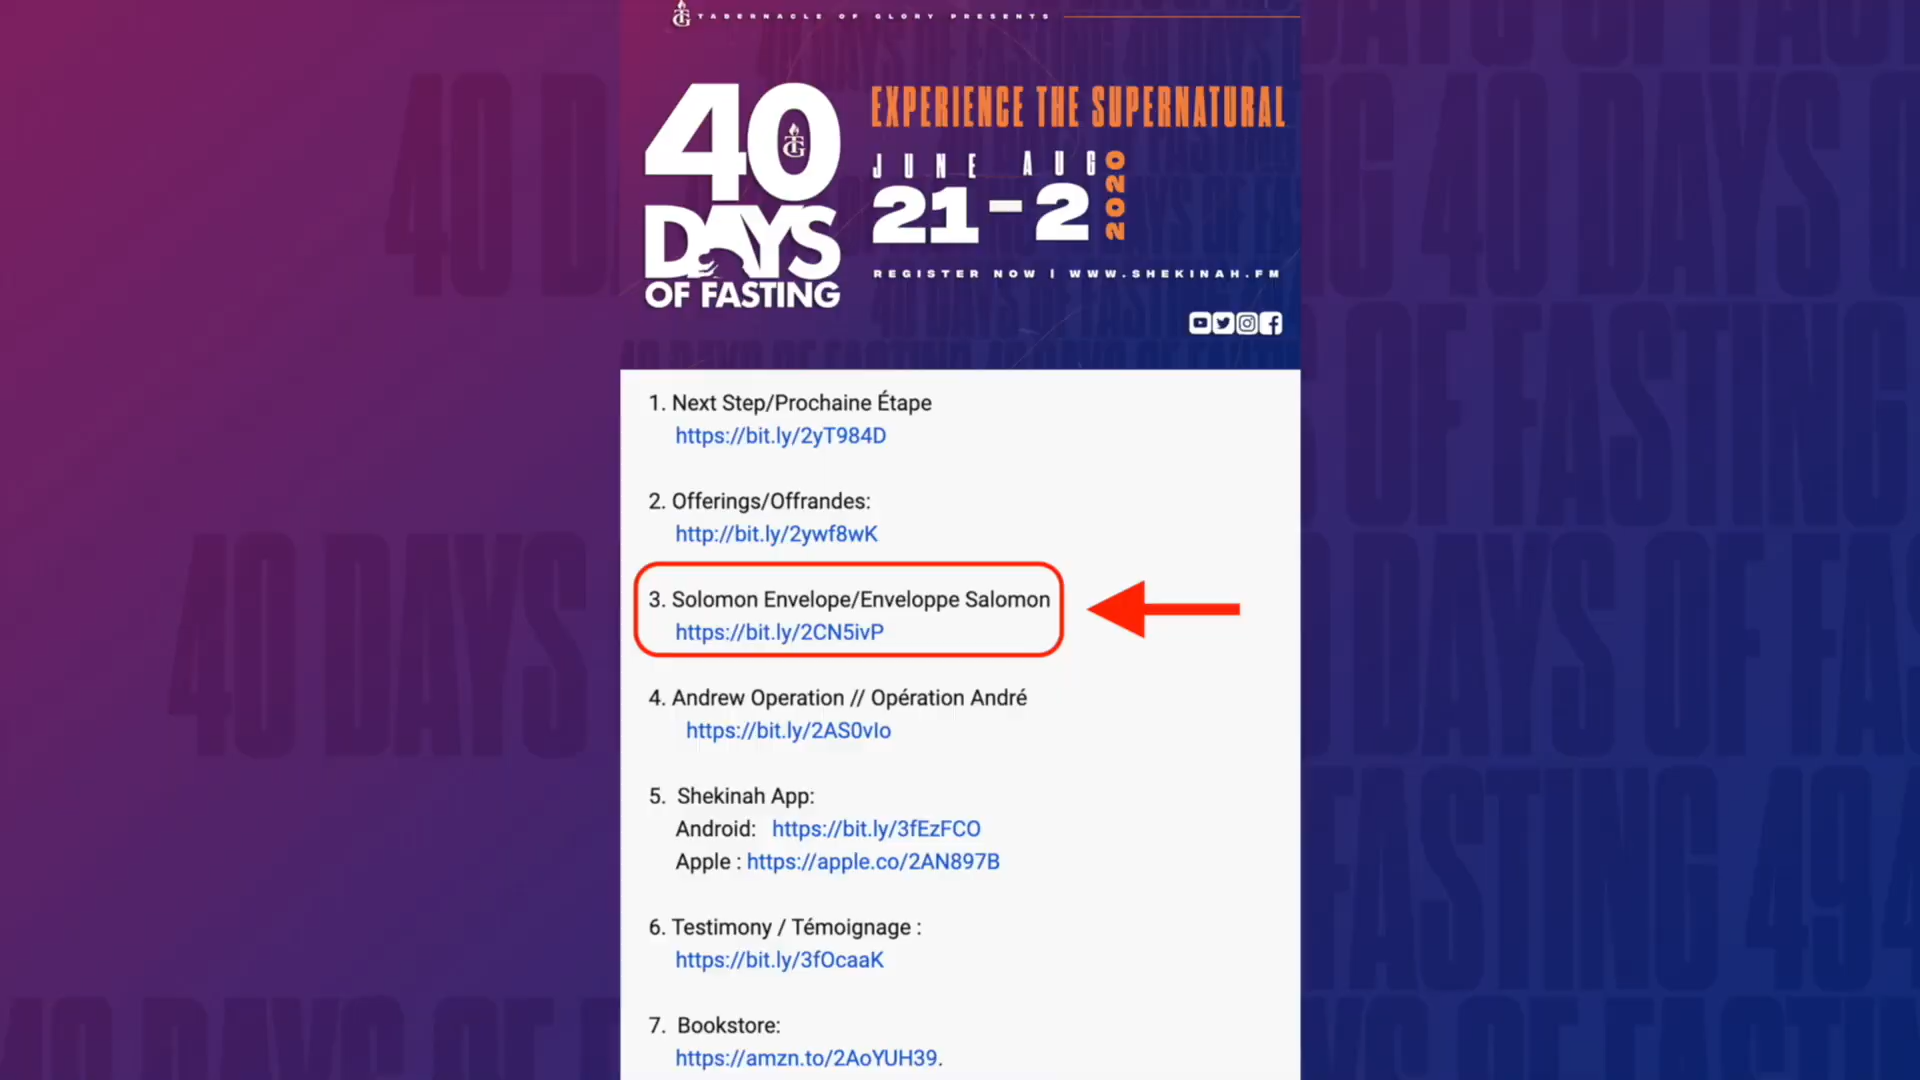 TABERNACLE OF GLORY PRESENTS
40 DAYS OF FASTING
EXPERIENCE THE SUPERNATURAL
JUNE AUG
21-2 2020
REGISTER NOW | WWW.SHEKINAH.FM
1. Next Step/Prochaine Étape
https://bit.ly/2yT984D
2. Offerings/Offrandes:
http://bit.ly/2ywf8wK
3. Solomon Envelope/Enveloppe Salomon
https://bit.ly/2CN5ivP
4. Andrew Operation // Opération André
https://bit.ly/2AS0vIo
5. Shekinah App:
Android: https://bit.ly/3fEzFCO
Apple : https://apple.co/2AN897B
6. Testimony / Témoignage :
https://bit.ly/3fOcaaK
7. Bookstore:
https://amzn.to/2AoYUH39.